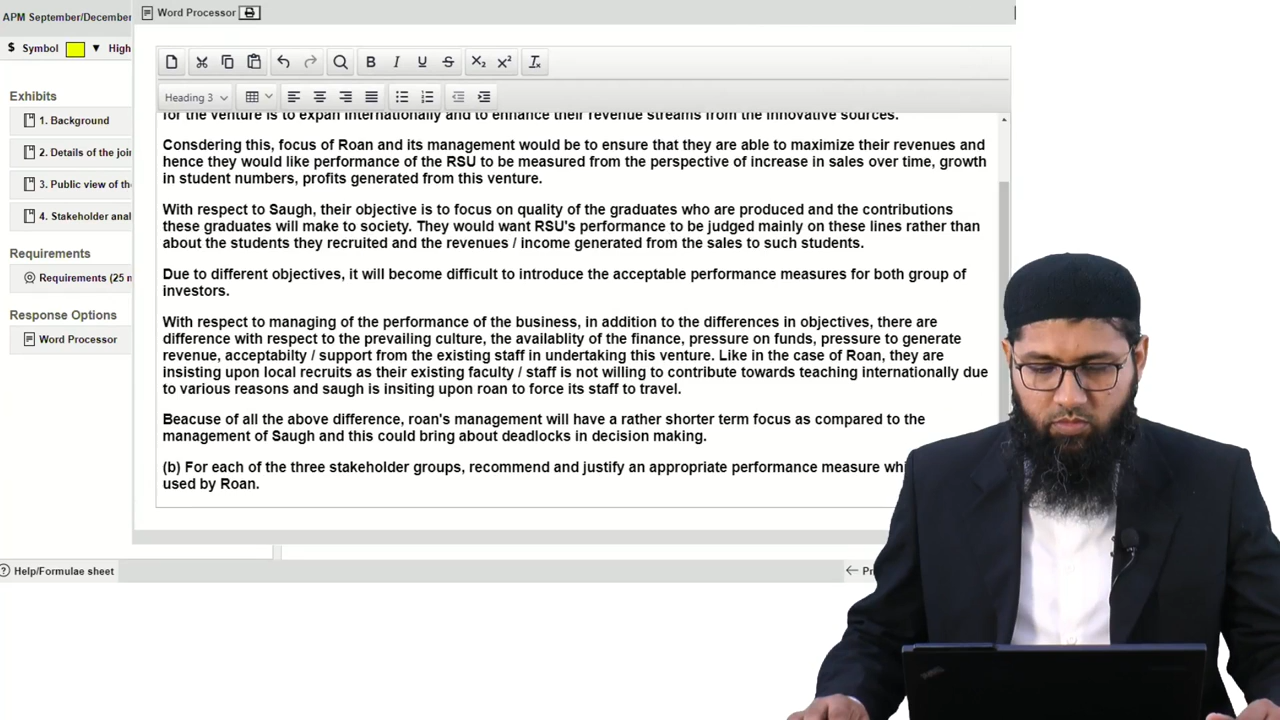 APM September/December
Word Processor
$ Symbol
High
Heading 3
Exhibits
1. Background
2. Details of the join
3. Public view of the
4. Stakeholder anal
Requirements
Requirements (25 n
Response Options
Word Processor
for the venture is to expan internationally and to enhance their revenue streams from the innovative sources.
Consdering this, focus of Roan and its management would be to ensure that they are able to maximize their revenues and
hence they would like performance of the RSU to be measured from the perspective of increase in sales over time, growth
in student numbers, profits generated from this venture.
With respect to Saugh, their objective is to focus on quality of the graduates who are produced and the contributions
these graduates will make to society. They would want RSU's performance to be judged mainly on these lines rather than
about the students they recruited and the revenues / income generated from the sales to such students.
Due to different objectives, it will become difficult to introduce the acceptable performance measures for both group of
investors.
With respect to managing of the performance of the business, in addition to the differences in objectives, there are
difference with respect to the prevailing culture, the availablity of the finance, pressure on funds, pressure to generate
revenue, acceptabilty / support from the existing staff in undertaking this venture. Like in the case of Roan, they are
insisting upon local recruits as their existing faculty / staff is not willing to contribute towards teaching internationally due
to various reasons and saugh is insiting upon roan to force its staff to travel.
Beacuse of all the above difference, roan's management will have a rather shorter term focus as compared to the
management of Saugh and this could bring about deadlocks in decision making.
(b) For each of the three stakeholder groups, recommend and justify an appropriate performance measure whi
used by Roan.
Help/Formulae sheet